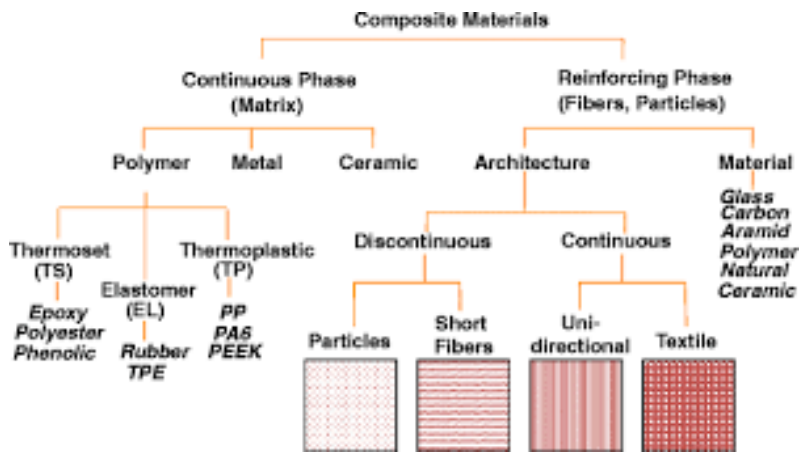 Composite Materials
Continuous Phase
(Matrix)
Reinforcing Phase
(Fibers, Particles)
Polymer
Metal
Ceramic
Architecture
Material
Glass
Carbon
Aramid
Polymer
Natural
Ceramic
Thermoset
(TS)
Elastomer
(EL)
Thermoplastic
(TP)
Discontinuous
Continuous
Epoxy
Polyester
Phenolic
Rubber
TPE
PP
PA6
PEEK
Particles
Short
Fibers
Uni-
directional
Textile